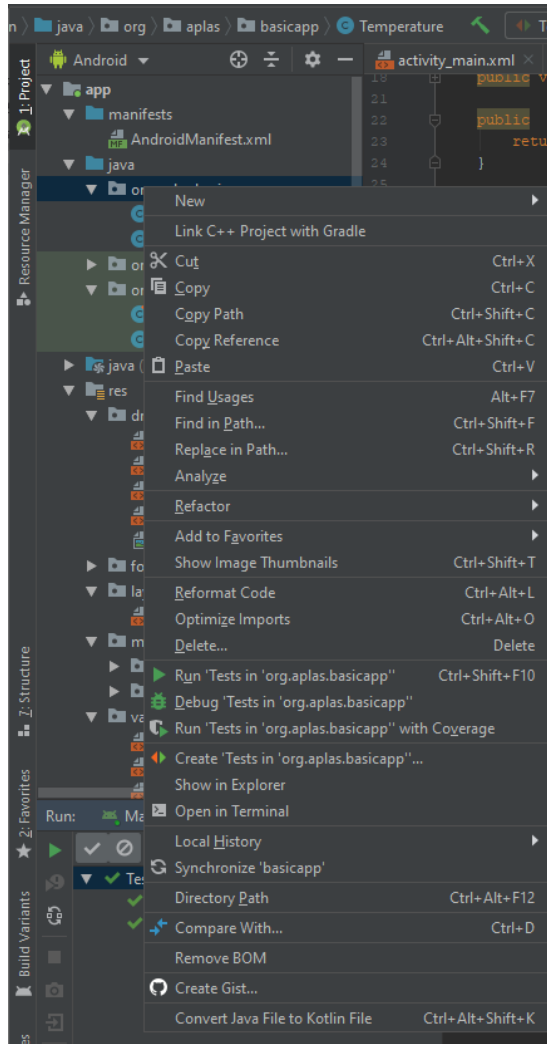 java org aplas basicapp Temperature
1: Project
Android
activity_main.xml
app
manifests
AndroidManifest.xml
java
res
18 public
21
22 public
23 retu
24 }
25
New
Link C++ Project with Gradle
Cut Ctrl+X
Copy Ctrl+C
Copy Path Ctrl+Shift+C
Copy Reference Ctrl+Alt+Shift+C
Paste Ctrl+V
Find Usages Alt+F7
Find in Path... Ctrl+Shift+F
Replace in Path... Ctrl+Shift+R
Analyze
Refactor
Add to Favorites
Show Image Thumbnails Ctrl+Shift+T
Reformat Code Ctrl+Alt+L
Optimize Imports Ctrl+Alt+O
Delete... Delete
Run 'Tests in 'org.aplas.basicapp'' Ctrl+Shift+F10
Debug 'Tests in 'org.aplas.basicapp''
Run 'Tests in 'org.aplas.basicapp'' with Coverage
Create 'Tests in 'org.aplas.basicapp''...
Show in Explorer
Open in Terminal
Local History
Synchronize 'basicapp'
Directory Path Ctrl+Alt+F12
Compare With... Ctrl+D
Remove BOM
Create Gist...
Convert Java File to Kotlin File Ctrl+Alt+Shift+K
Resource Manager
7: Structure
2: Favorites
Build Variants
Run: